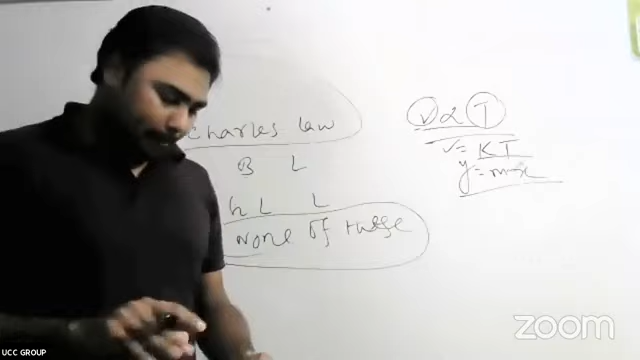 Charles law
B L
L L
None of these
V α T
V = KT
y = mx
zoom
UCC GROUP